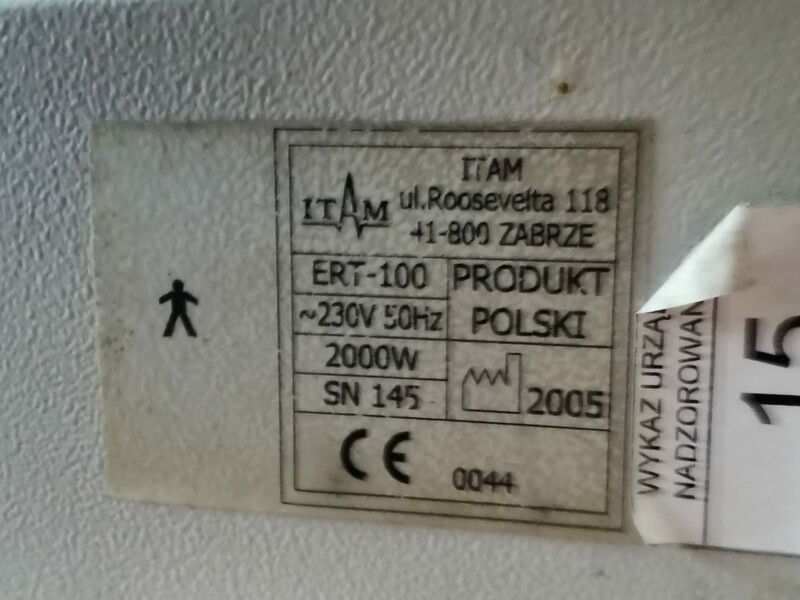 ITAM
ITAM
ul.Roosevelta 118
41-800 ZABRZE
ERT-100
PRODUKT
POLSKI
~230V 50Hz
2000W
SN 145
2005
CE 0044
WYKAZ URZĄ
NADZOROWAN
15